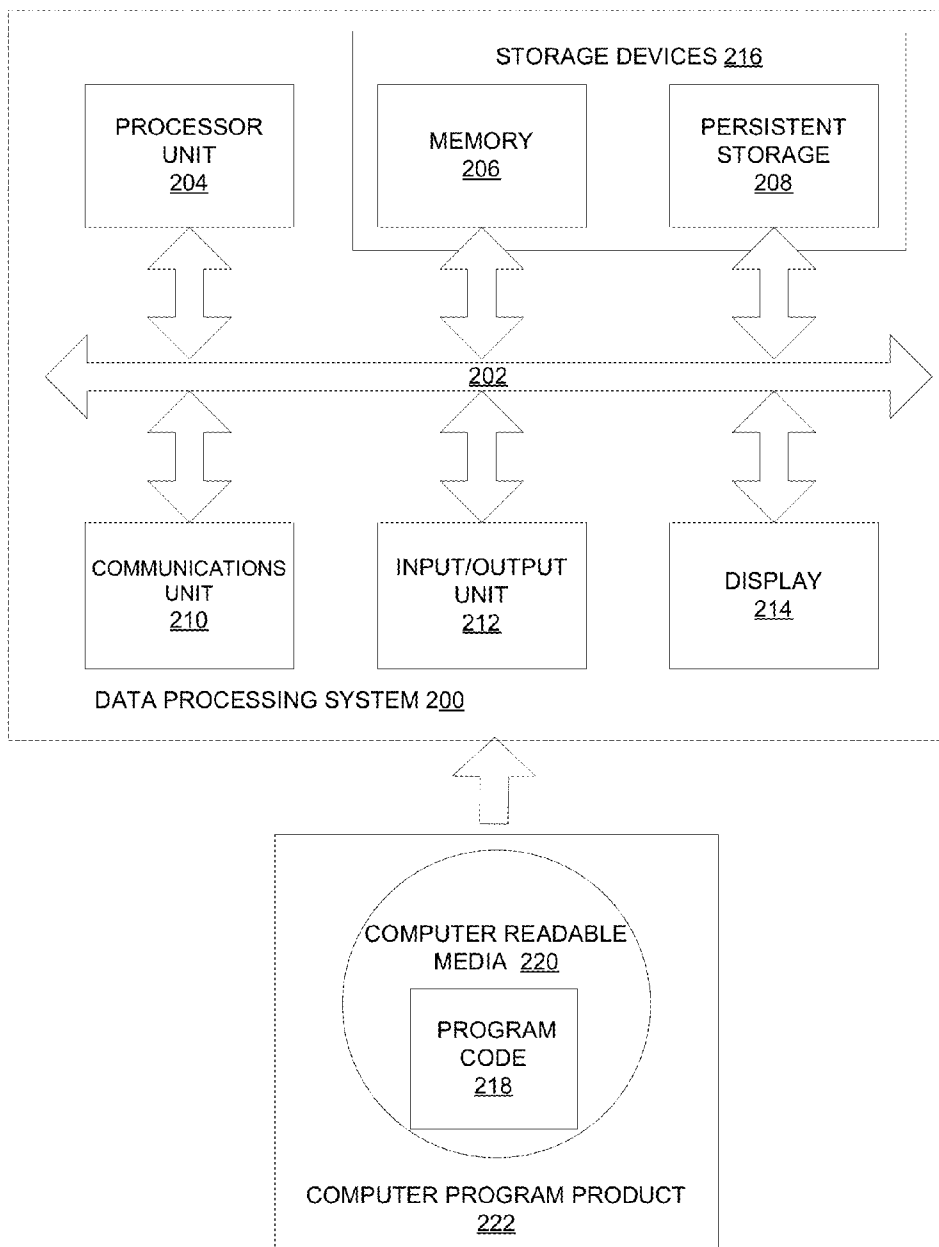 STORAGE DEVICES 216
PROCESSOR
UNIT
204
MEMORY
206
PERSISTENT
STORAGE
208
202
COMMUNICATIONS
UNIT
210
INPUT/OUTPUT
UNIT
212
DISPLAY
214
DATA PROCESSING SYSTEM 200
COMPUTER READABLE
MEDIA 220
PROGRAM
CODE
218
COMPUTER PROGRAM PRODUCT
222